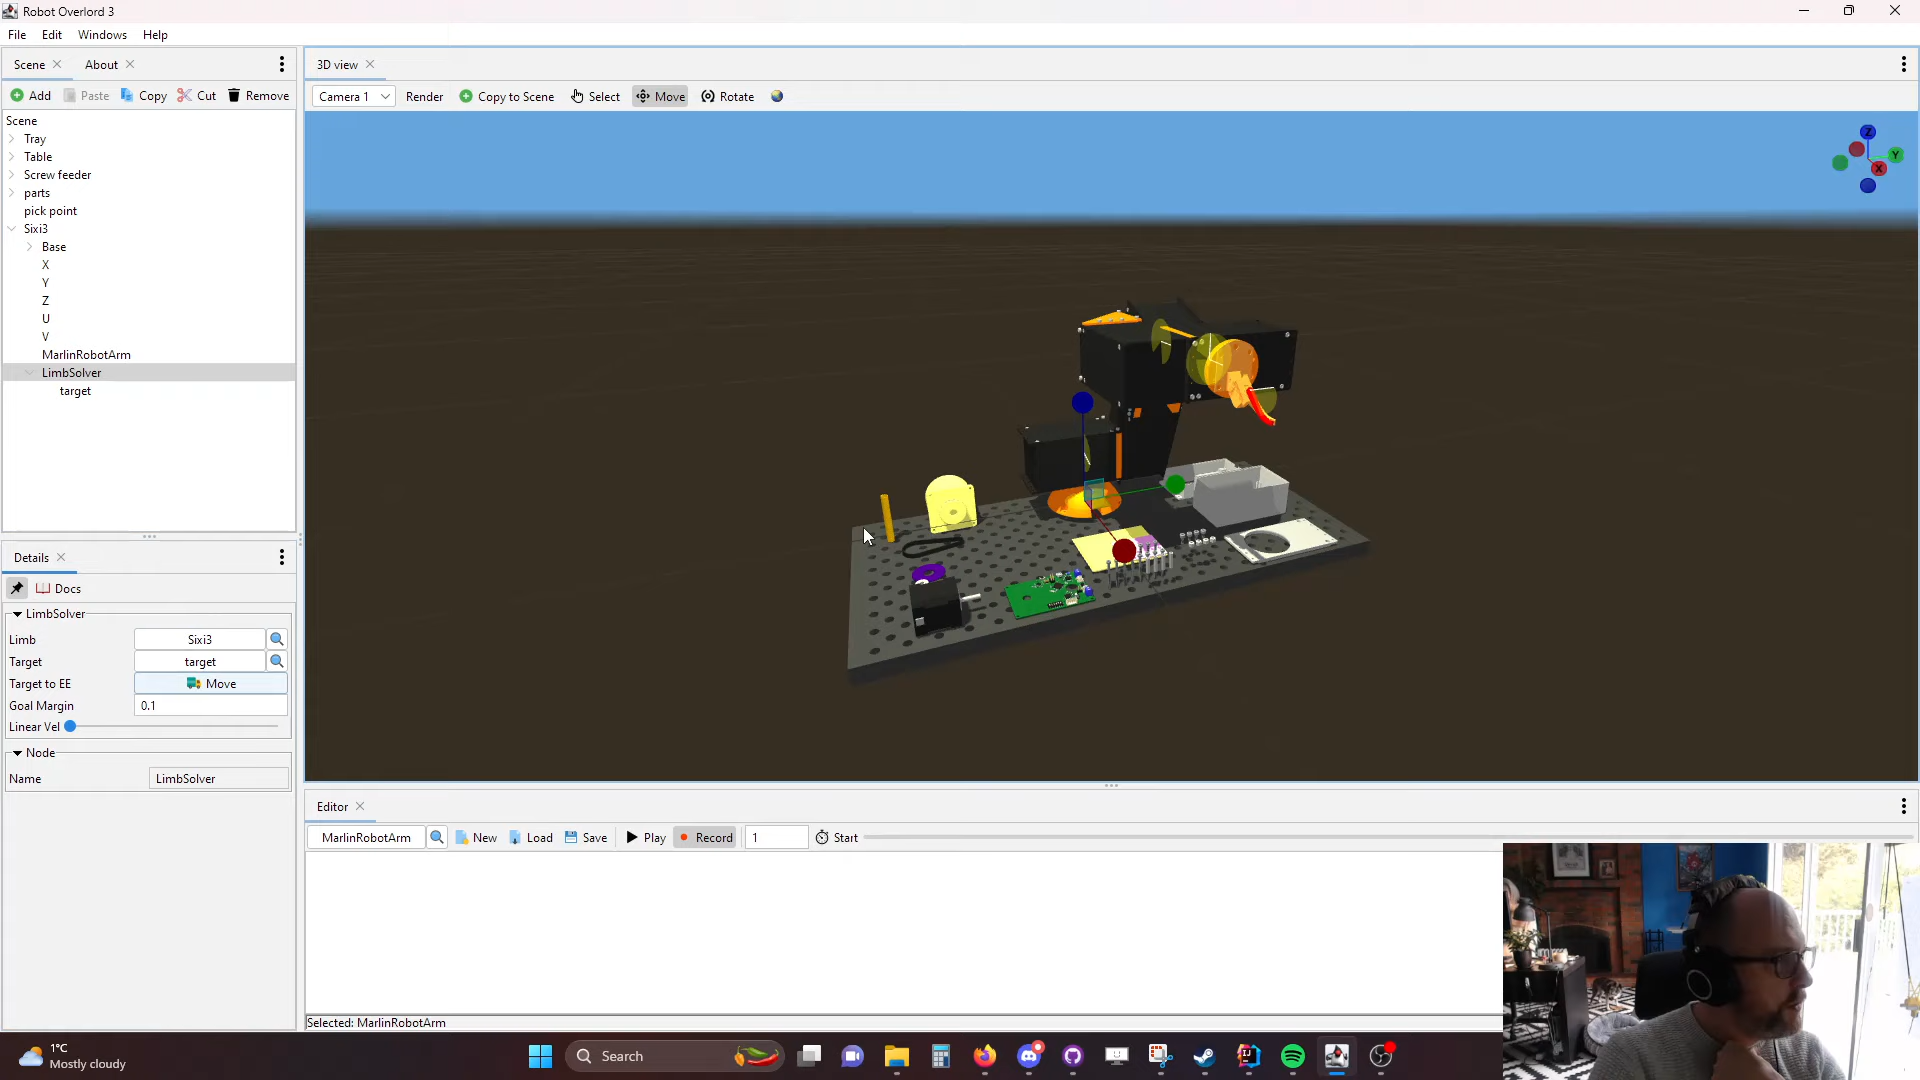 Robot Overlord 3
File Edit Windows Help
Scene About
Add Paste Copy Cut Remove
Scene
Tray
Table
Screw feeder
parts
pick point
Sixi3
Base
X
Y
Z
U
V
MarlinRobotArm
LimbSolver
target
Details
Docs
LimbSolver
Limb Sixi3
Target target
Target to EE Move
Goal Margin 0.1
Linear Vel
Node
Name LimbSolver
3D view
Camera 1 Render Copy to Scene Select Move Rotate
Z
Y
X
Editor
MarlinRobotArm New Load Save Play Record 1 Start
Selected: MarlinRobotArm
1°C
Mostly cloudy
Search